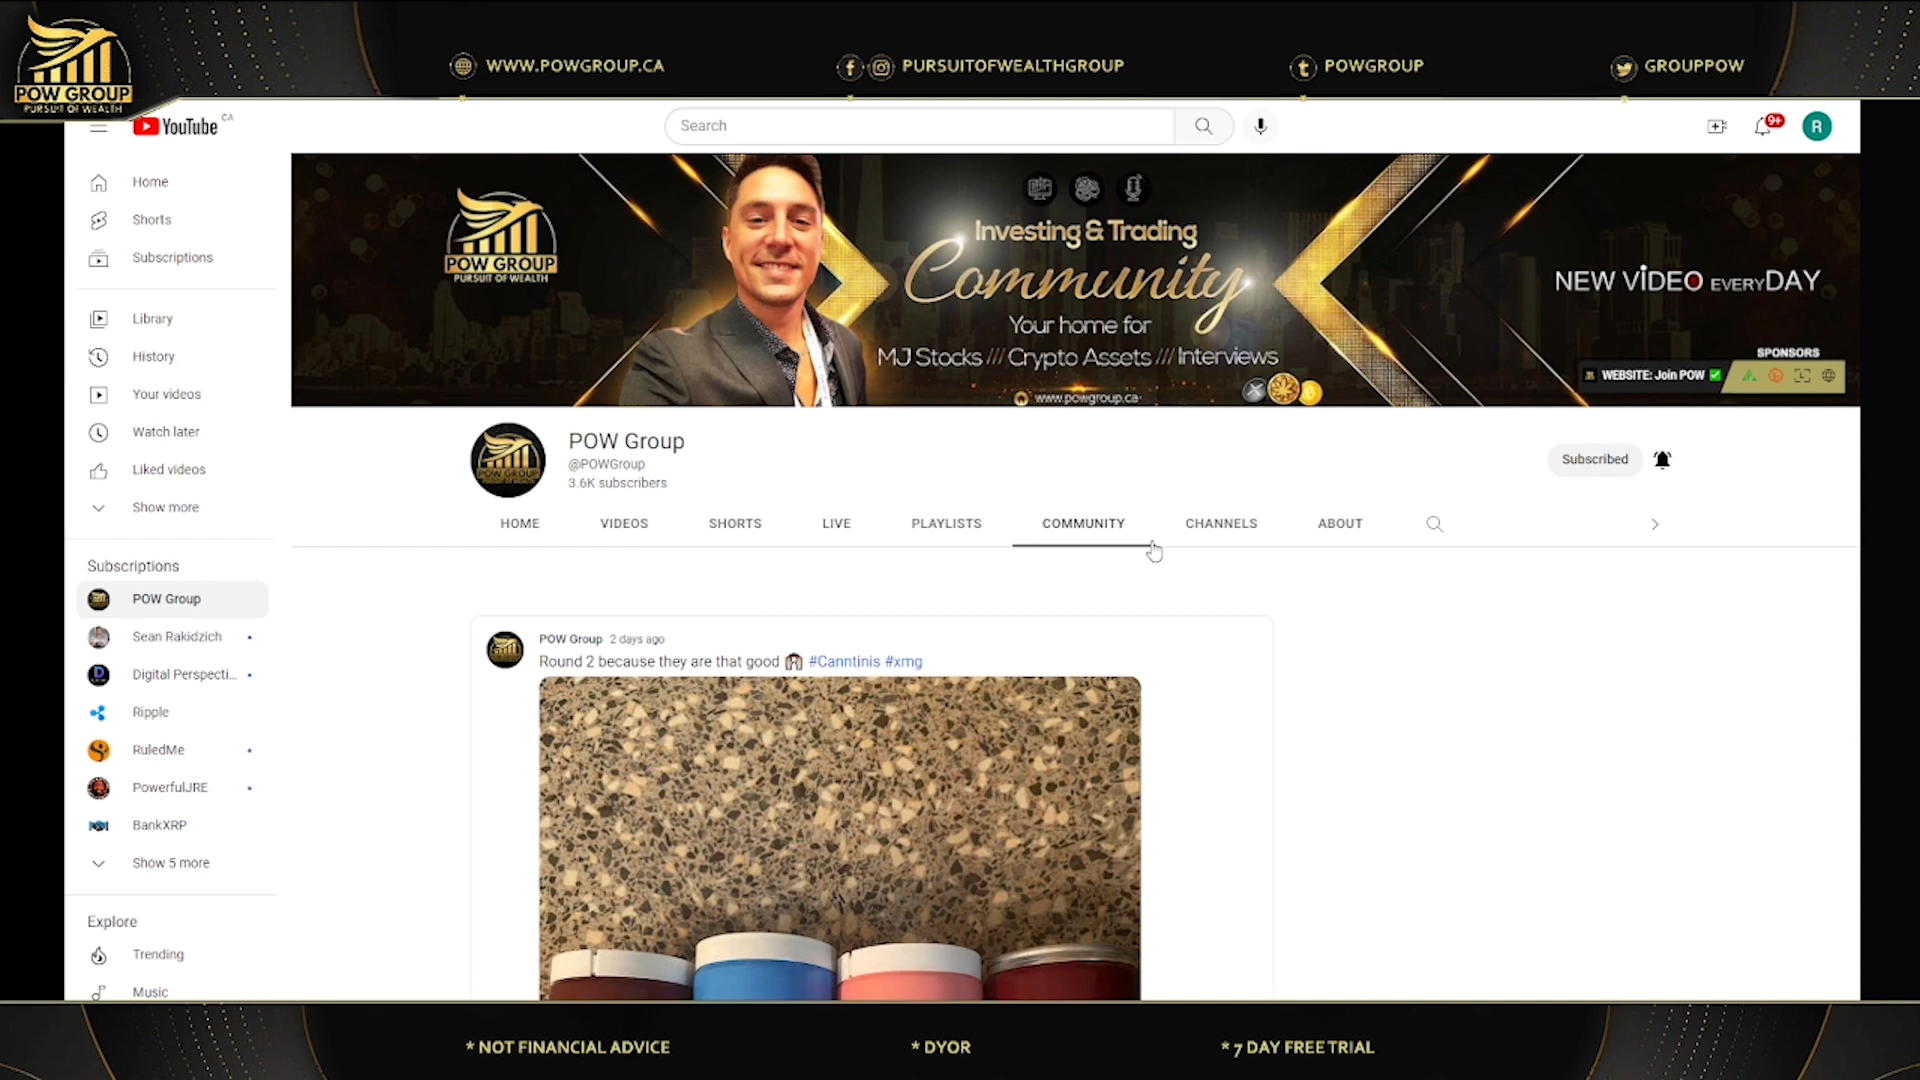 POW GROUP
PURSUIT OF WEALTH
WWW.POWGROUP.CA
PURSUITOFWEALTHGROUP
POWGROUP
GROUPPOW
YouTube CA
Search
9+
R
Home
Shorts
Subscriptions
Library
History
Your videos
Watch later
Liked videos
Show more
Subscriptions
POW Group
Sean Rakidzich
Digital Perspecti...
Ripple
RuledMe
PowerfulJRE
BankXRP
Show 5 more
Explore
Trending
Music
POW GROUP
PURSUIT OF WEALTH
Investing & Trading
Community
Your home for
MJ Stocks /// Crypto Assets /// Interviews
www.powgroup.ca
NEW VIDEO EVERYDAY
SPONSORS
WEBSITE: Join POW
POW GROUP
POW Group
@POWGroup
3.6K subscribers
Subscribed
HOME
VIDEOS
SHORTS
LIVE
PLAYLISTS
COMMUNITY
CHANNELS
ABOUT
POW Group 2 days ago
Round 2 because they are that good #Canntinis #xmg
* NOT FINANCIAL ADVICE
* DYOR
* 7 DAY FREE TRIAL